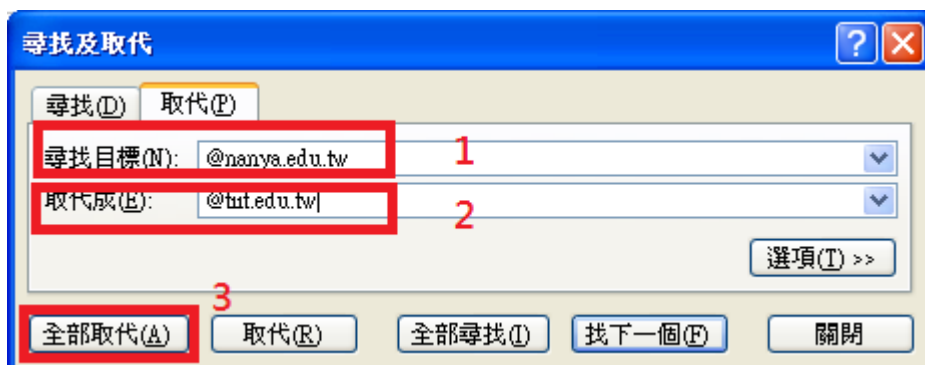 尋找及取代
尋找(D) 取代(P)
尋找目標(N): @nanya.edu.tw 1
取代成(E): @tiit.edu.tw 2
選項(T) >>
3
全部取代(A) 取代(R) 全部尋找(I) 找下一個(F) 關閉